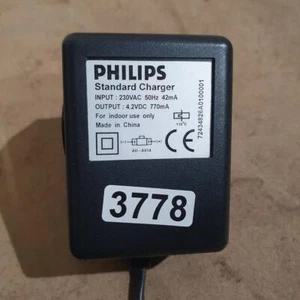 PHILIPS
Standard Charger
INPUT : 230VAC 50Hz 42mA
OUTPUT : 4.2VDC 770mA
For indoor use only
Made in China
CE
72434826A0100001
3778